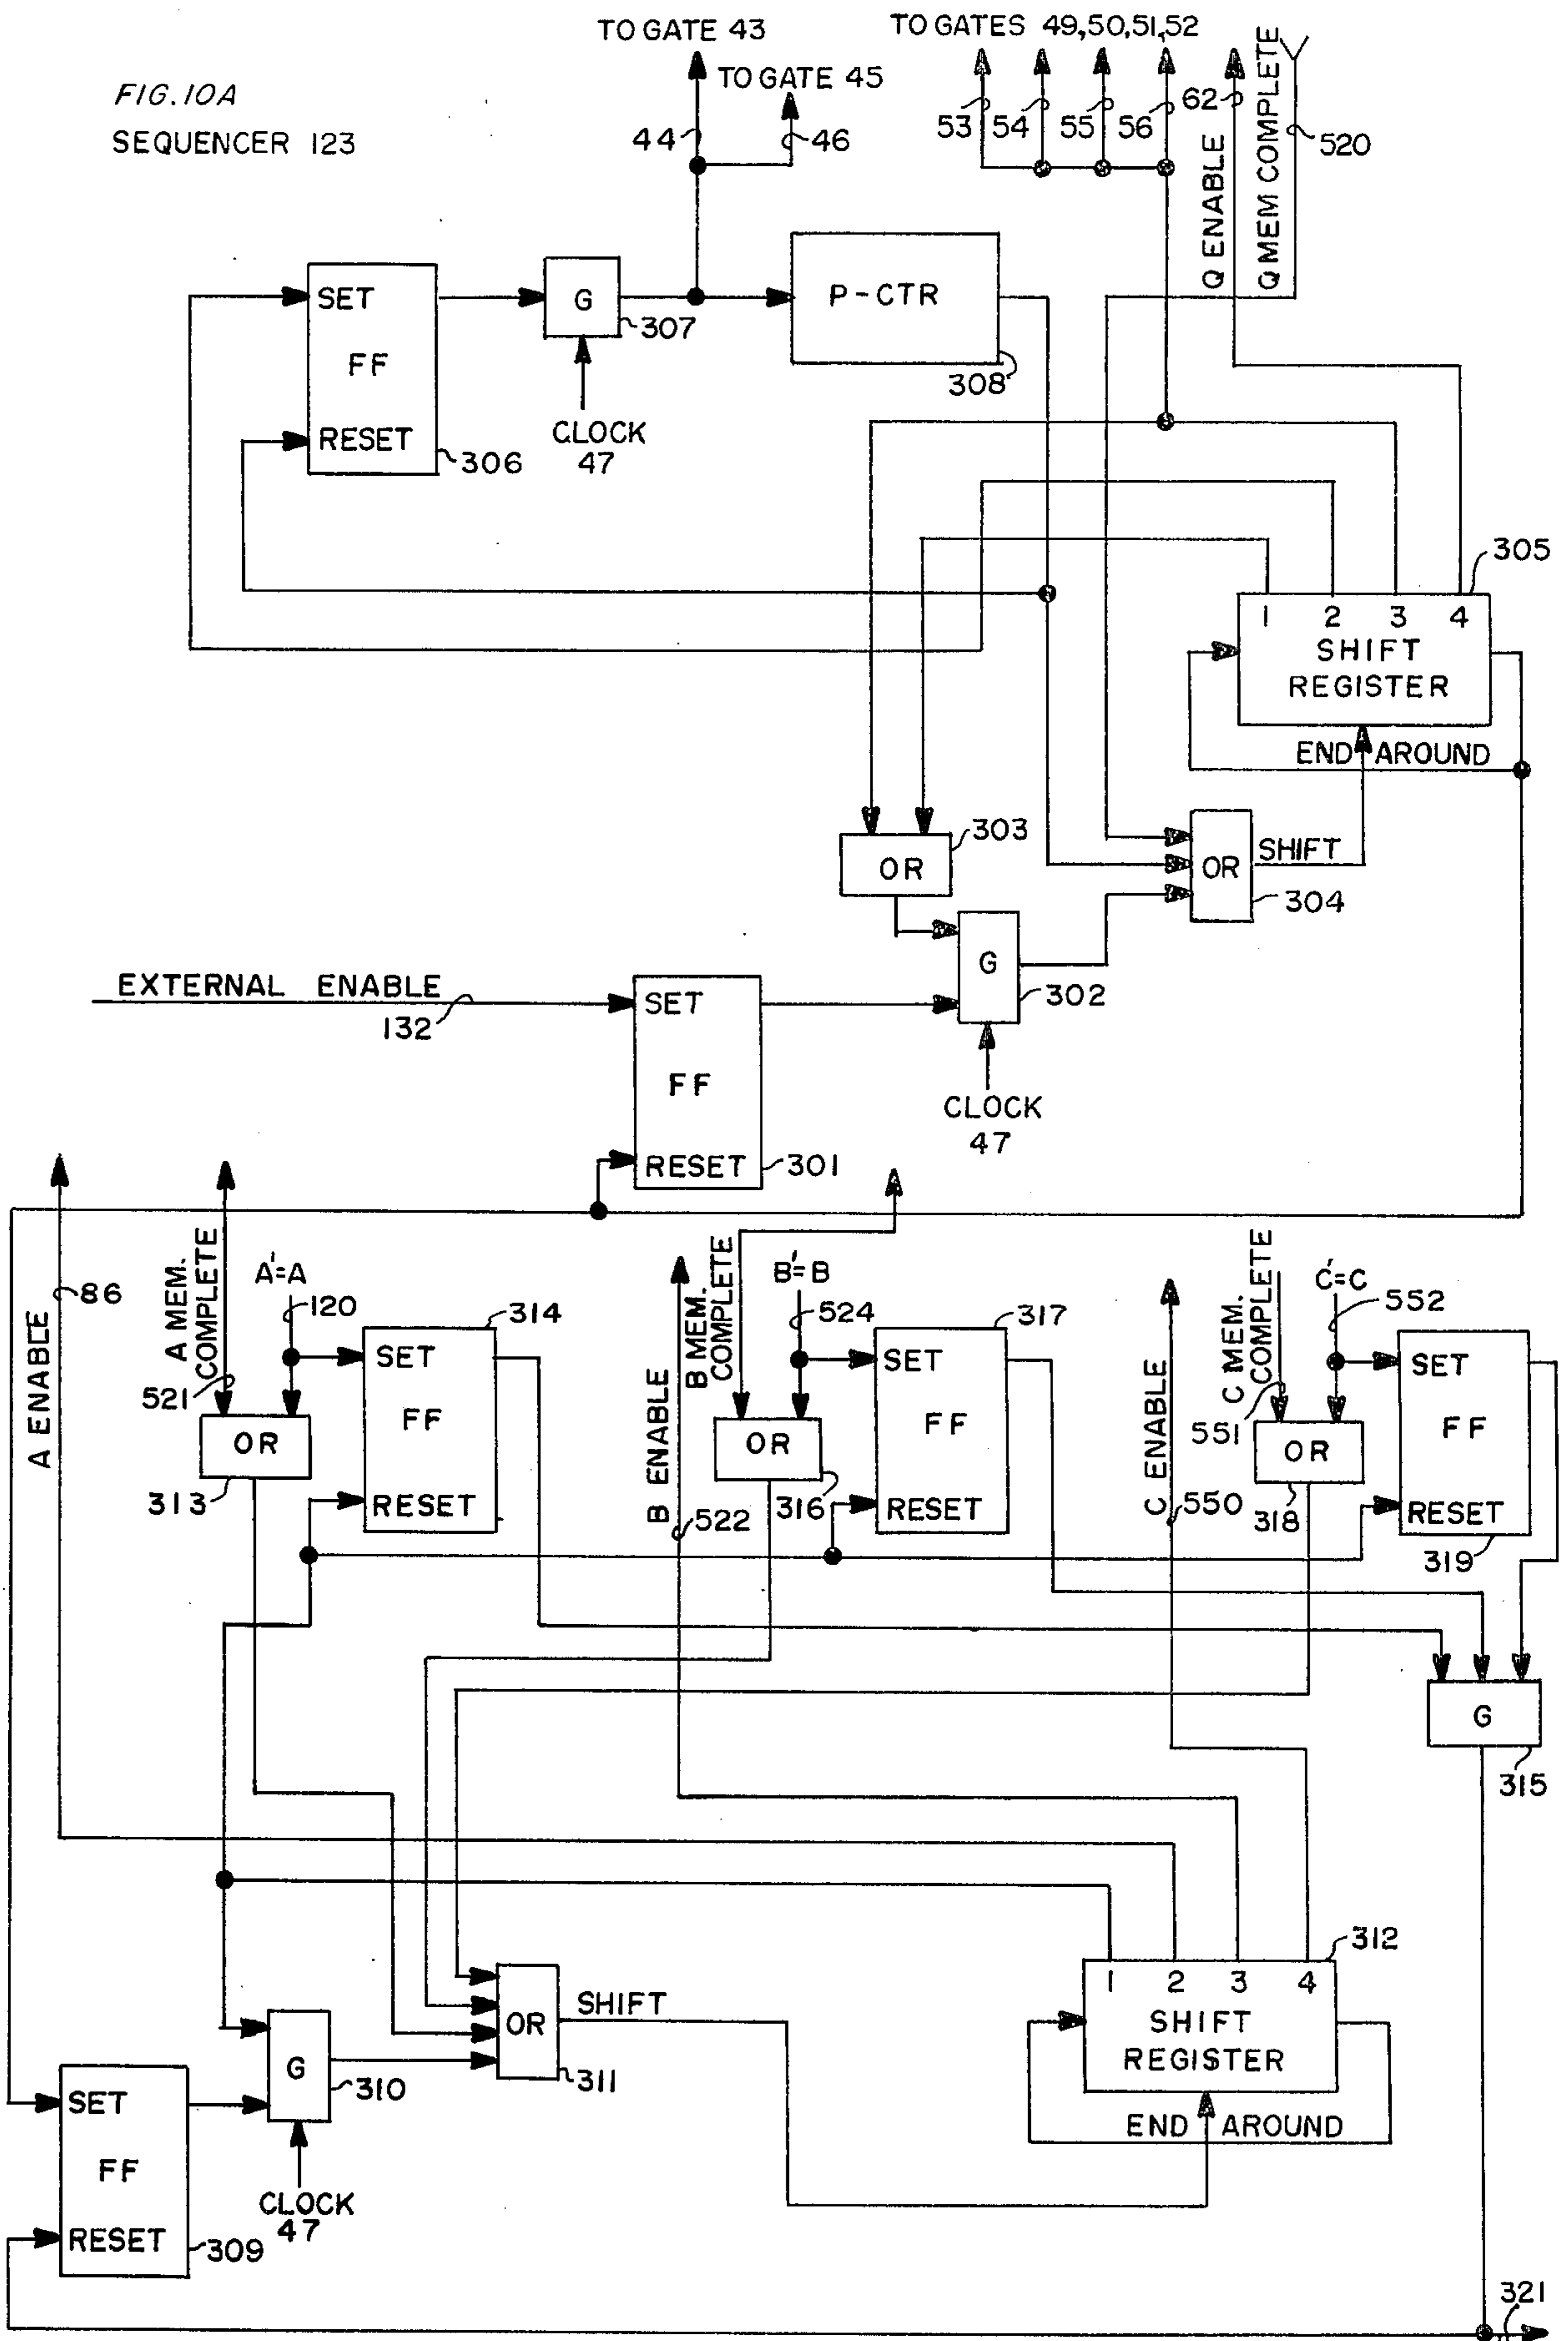 FIG.10A
SEQUENCER 123
TO GATE 43
TO GATE 45
TO GATES 49,50,51,52
44
46
53
54
55
56
62
Q ENABLE
Q MEM COMPLETE
520
SET
FF
RESET
306
G
307
CLOCK
47
P-CTR
308
305
1 2 3 4
SHIFT
REGISTER
END AROUND
303
OR
OR
SHIFT
304
G
302
CLOCK
47
EXTERNAL ENABLE
132
SET
FF
RESET
301
A ENABLE
86
A MEM.
COMPLETE
521
A'=A
120
OR
313
314
SET
FF
RESET
B ENABLE
522
B MEM.
COMPLETE
B'=B
524
OR
316
317
SET
FF
RESET
C ENABLE
550
C MEM.
COMPLETE
551
C'=C
552
OR
318
SET
FF
RESET
319
G
315
312
1 2 3 4
SHIFT
REGISTER
END AROUND
OR
SHIFT
311
G
310
CLOCK
47
SET
FF
RESET
309
321